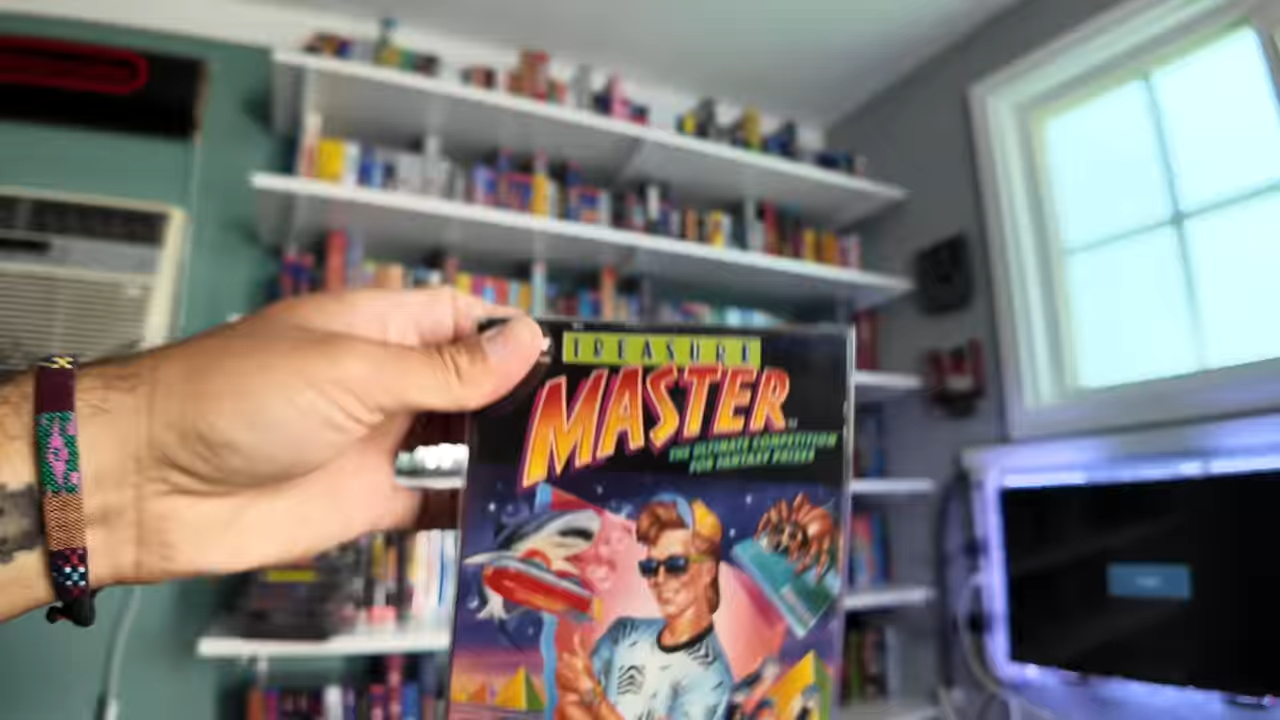 TREASURE
MASTER
THE ULTIMATE COMPETITION
FOR FANTASY PRIZES